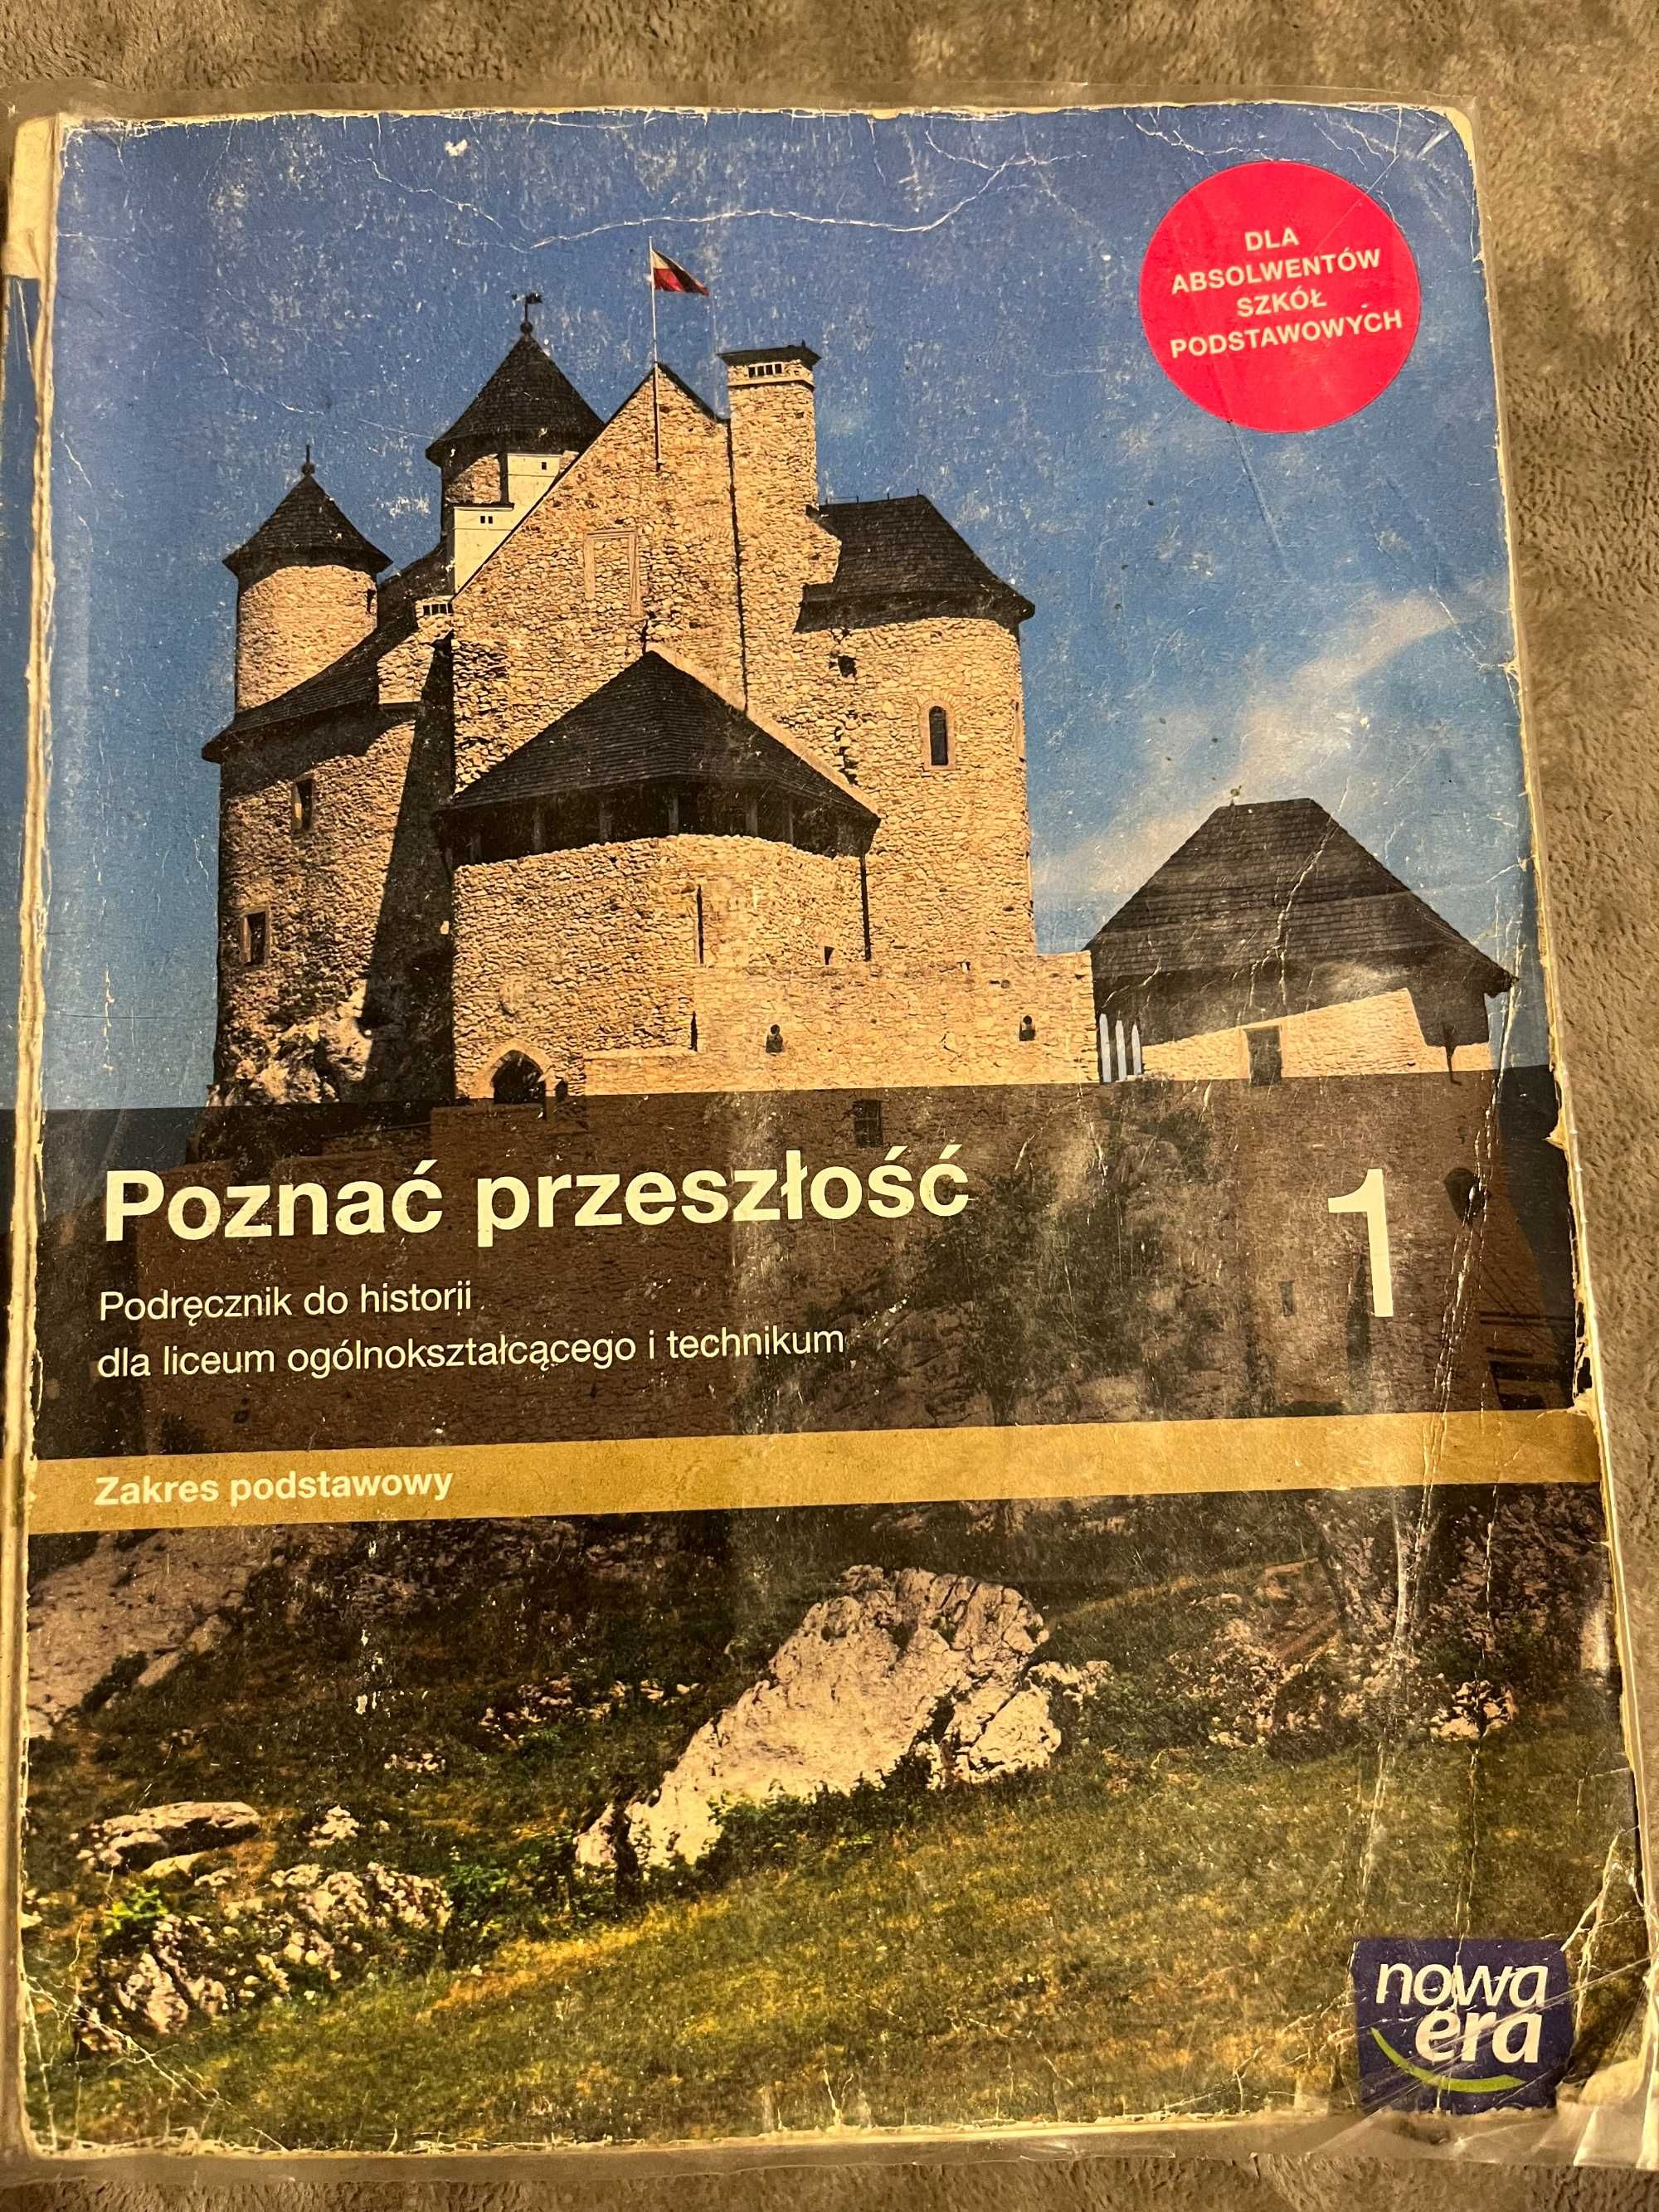 DLA
ABSOLWENTÓW
SZKÓŁ
PODSTAWOWYCH
Poznać przeszłość
1
Podręcznik do historii
dla liceum ogólnokształcącego i technikum
Zakres podstawowy
nowa
era